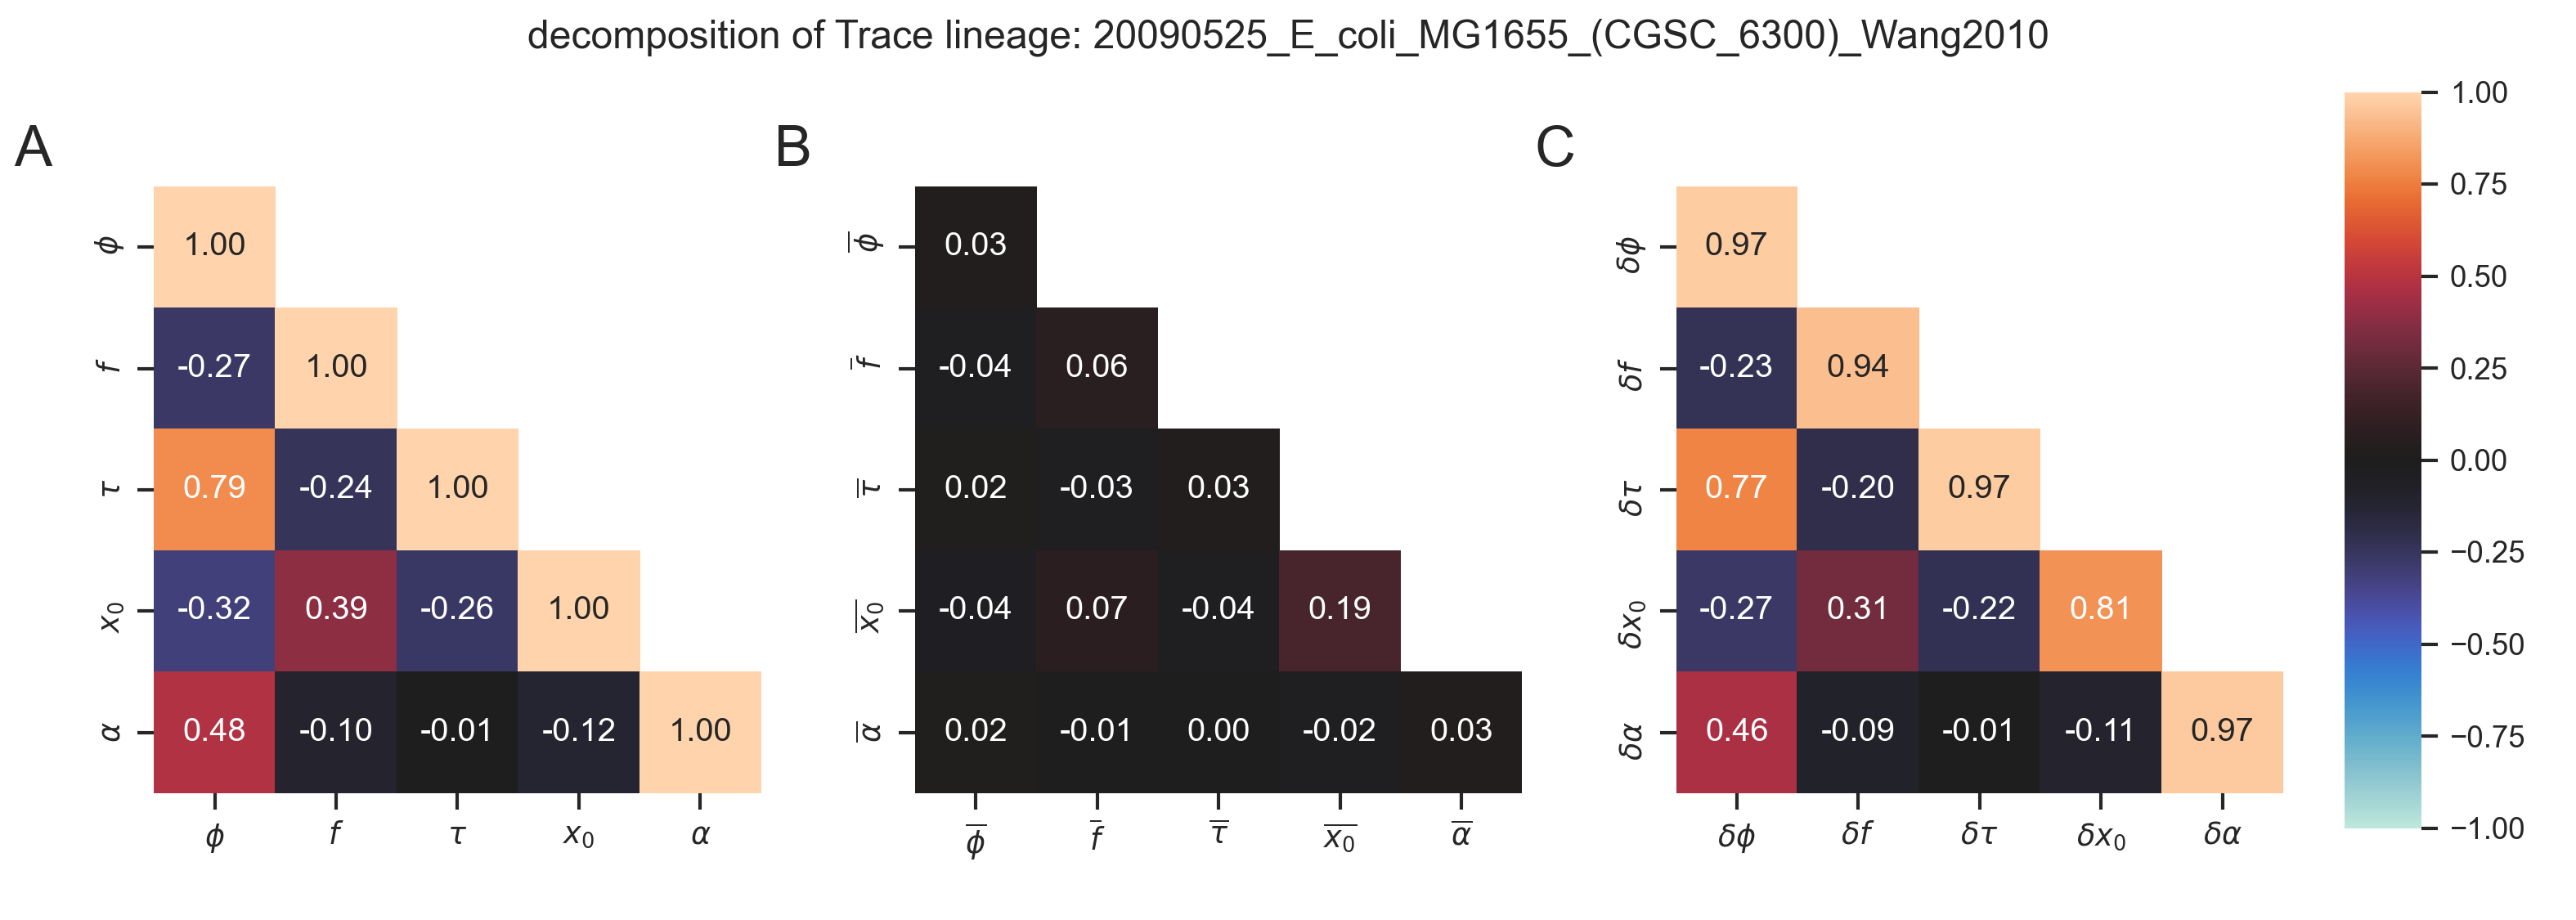 decomposition of Trace lineage: 20090525_E_coli_MG1655_(CGSC_6300)_Wang2010
A
ϕ 1.00
f -0.27 1.00
τ 0.79 -0.24 1.00
x₀ -0.32 0.39 -0.26 1.00
α 0.48 -0.10 -0.01 -0.12 1.00
ϕ f τ x₀ α
B
ϕ̅ 0.03
f̅ -0.04 0.06
τ̅ 0.02 -0.03 0.03
x̅₀̅ -0.04 0.07 -0.04 0.19
α̅ 0.02 -0.01 0.00 -0.02 0.03
ϕ̅ f̅ τ̅ x̅₀̅ α̅
C
δϕ 0.97
δf -0.23 0.94
δτ 0.77 -0.20 0.97
δx₀ -0.27 0.31 -0.22 0.81
δα 0.46 -0.09 -0.01 -0.11 0.97
δϕ δf δτ δx₀ δα
1.00
0.75
0.50
0.25
0.00
−0.25
−0.50
−0.75
−1.00